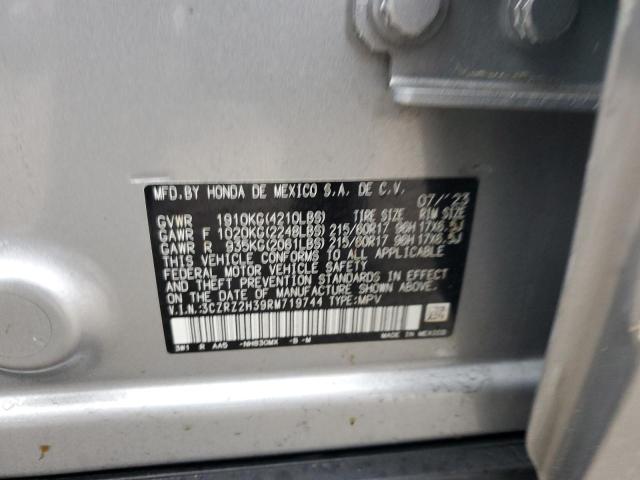 MFD.BY HONDA DE MEXICO S.A. DE C.V. 07/'23
GVWR 1910KG(4210LBS) TIRE SIZE RIM SIZE
GAWR F 1020KG(2248LBS) 215/60R17 96H 17X6.5J
GAWR R 935KG(2061LBS) 215/60R17 96H 17X6.5J
THIS VEHICLE CONFORMS TO ALL APPLICABLE
FEDERAL MOTOR VEHICLE SAFETY, BUMPER,
AND THEFT PREVENTION STANDARDS IN EFFECT
ON THE DATE OF MANUFACTURE SHOWN ABOVE.
V.I.N.:3CZRZ2H39RM719744 TYPE:MPV
R AAG -NH830MX -B -M MADE IN MEXICO